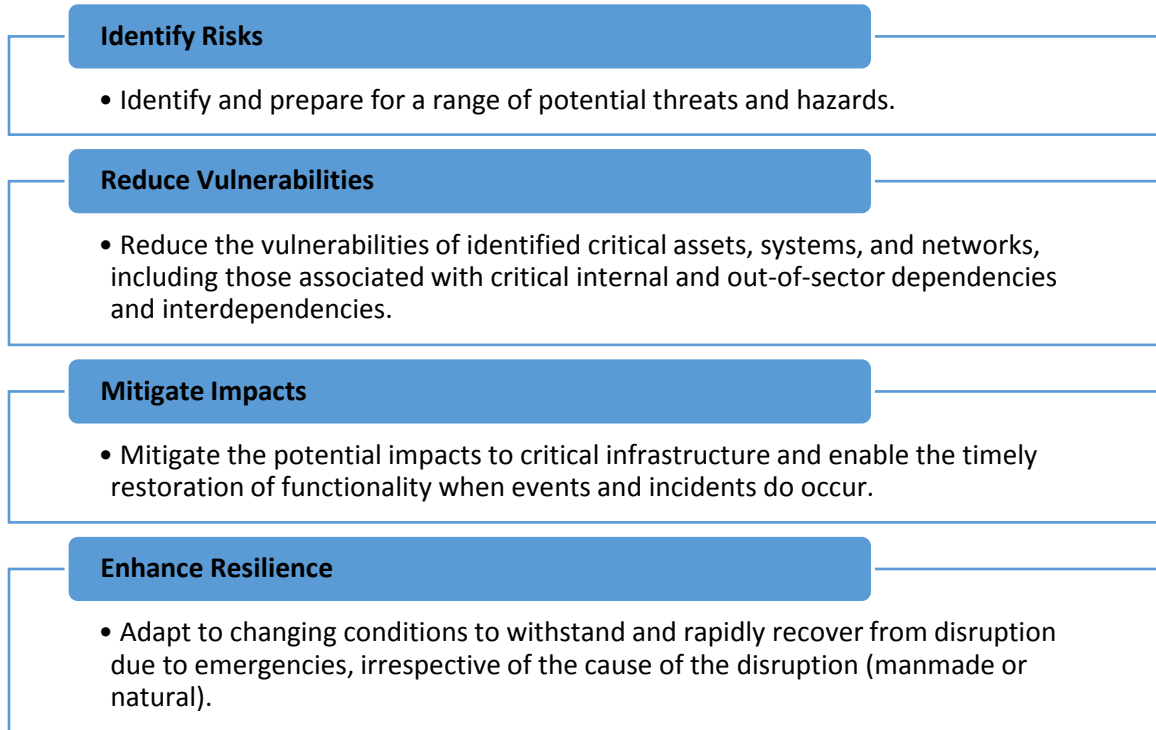 Identify Risks
• Identify and prepare for a range of potential threats and hazards.
Reduce Vulnerabilities
• Reduce the vulnerabilities of identified critical assets, systems, and networks,
including those associated with critical internal and out-of-sector dependencies
and interdependencies.
Mitigate Impacts
• Mitigate the potential impacts to critical infrastructure and enable the timely
restoration of functionality when events and incidents do occur.
Enhance Resilience
• Adapt to changing conditions to withstand and rapidly recover from disruption
due to emergencies, irrespective of the cause of the disruption (manmade or
natural).